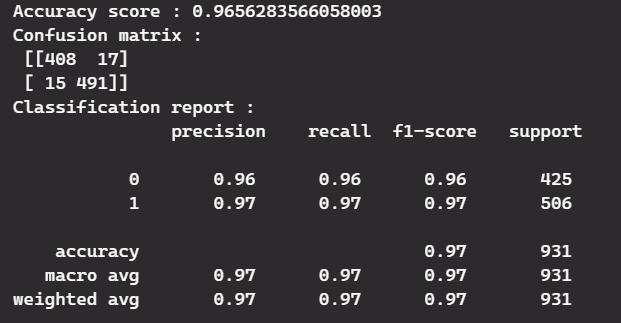 Accuracy score : 0.9656283566058003
Confusion matrix :
[[408  17]
[ 15 491]]
Classification report :
precision    recall  f1-score   support
0       0.96      0.96      0.96       425
1       0.97      0.97      0.97       506
accuracy                           0.97       931
macro avg       0.97      0.97      0.97       931
weighted avg       0.97      0.97      0.97       931